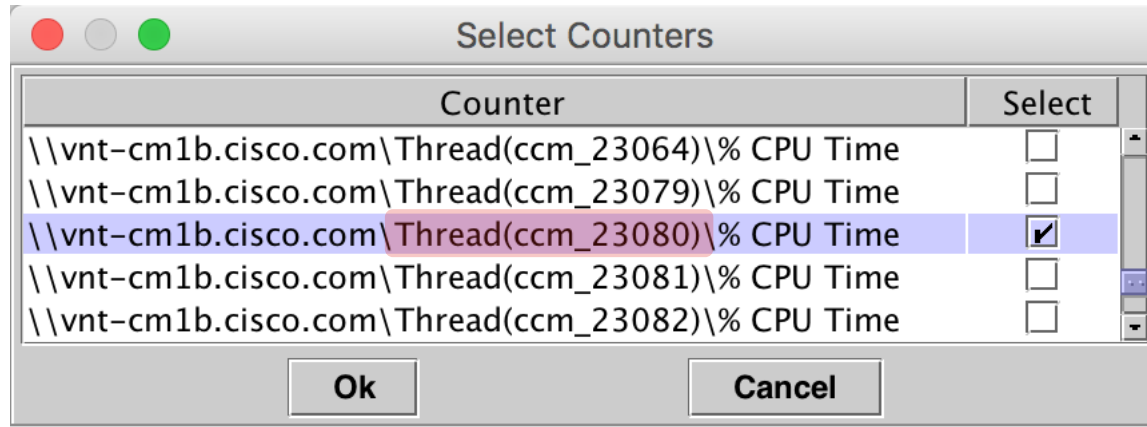 Select Counters
Counter Select
\\vnt-cm1b.cisco.com\Thread(ccm_23064)\% CPU Time
\\vnt-cm1b.cisco.com\Thread(ccm_23079)\% CPU Time
\\vnt-cm1b.cisco.com\Thread(ccm_23080)\% CPU Time
\\vnt-cm1b.cisco.com\Thread(ccm_23081)\% CPU Time
\\vnt-cm1b.cisco.com\Thread(ccm_23082)\% CPU Time
Ok Cancel